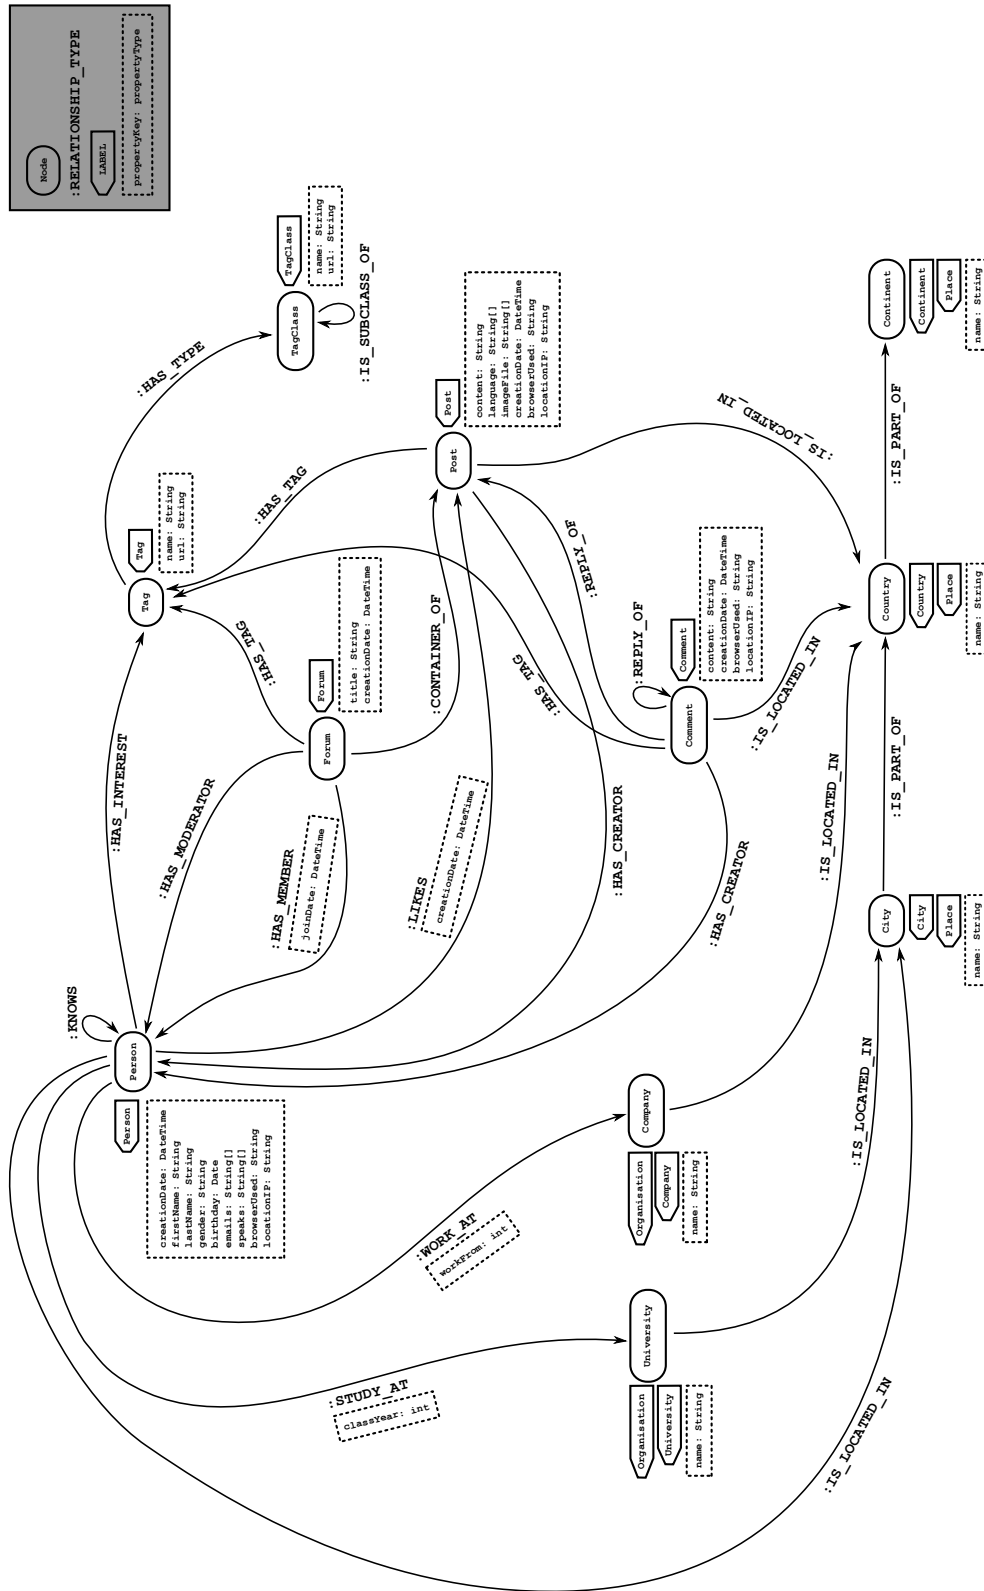 Node
:RELATIONSHIP_TYPE
LABEL
propertyKey: propertyType
TagClass
TagClass
name: String
url: String
:IS_SUBCLASS_OF
:HAS_TYPE
Tag
Tag
name: String
url: String
:HAS_TAG
Post
Post
content: String
language: String[]
imageFile: String[]
creationDate: DateTime
browserUsed: String
locationIP: String
:IS_LOCATED_IN
Continent
Continent
Place
name: String
:IS_PART_OF
:HAS_TAG
Forum
Forum
title: String
creationDate: DateTime
:CONTAINER_OF
:HAS_TAG
:REPLY_OF
:REPLY_OF
Comment
Comment
content: String
creationDate: DateTime
browserUsed: String
locationIP: String
:IS_LOCATED_IN
Country
Country
Place
name: String
:IS_PART_OF
:HAS_INTEREST
:HAS_MODERATOR
:HAS_MEMBER
joinDate: DateTime
:LIKES
creationDate: DateTime
:HAS_CREATOR
:HAS_CREATOR
:IS_LOCATED_IN
City
City
Place
name: String
:KNOWS
Person
Person
creationDate: DateTime
firstName: String
lastName: String
gender: String
birthday: Date
emails: String[]
speaks: String[]
browserUsed: String
locationIP: String
:WORK_AT
workFrom: int
Company
Organisation
Company
name: String
:IS_LOCATED_IN
:STUDY_AT
classYear: int
University
Organisation
University
name: String
:IS_LOCATED_IN